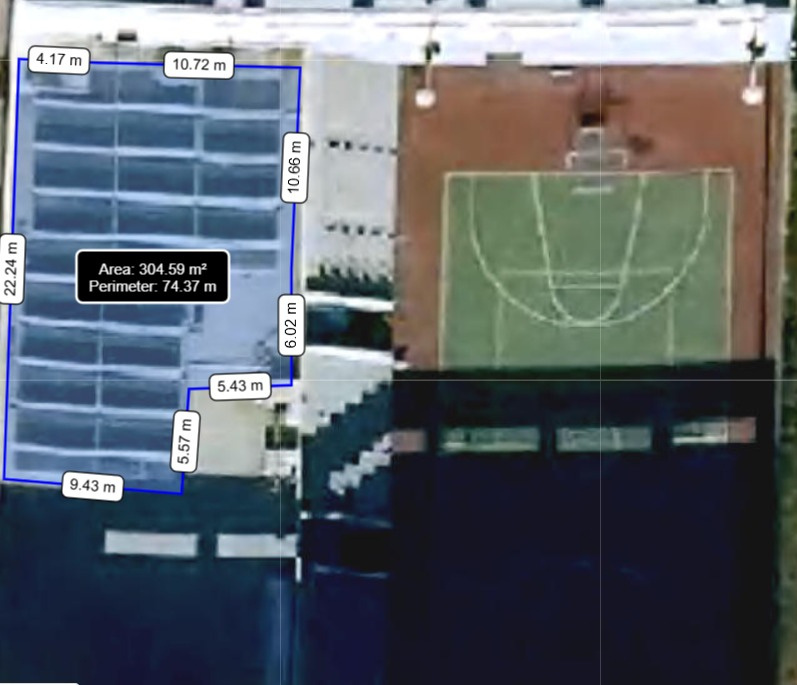 4.17 m
10.72 m
10.66 m
22.24 m
Area: 304.59 m²
Perimeter: 74.37 m
6.02 m
5.43 m
5.57 m
9.43 m